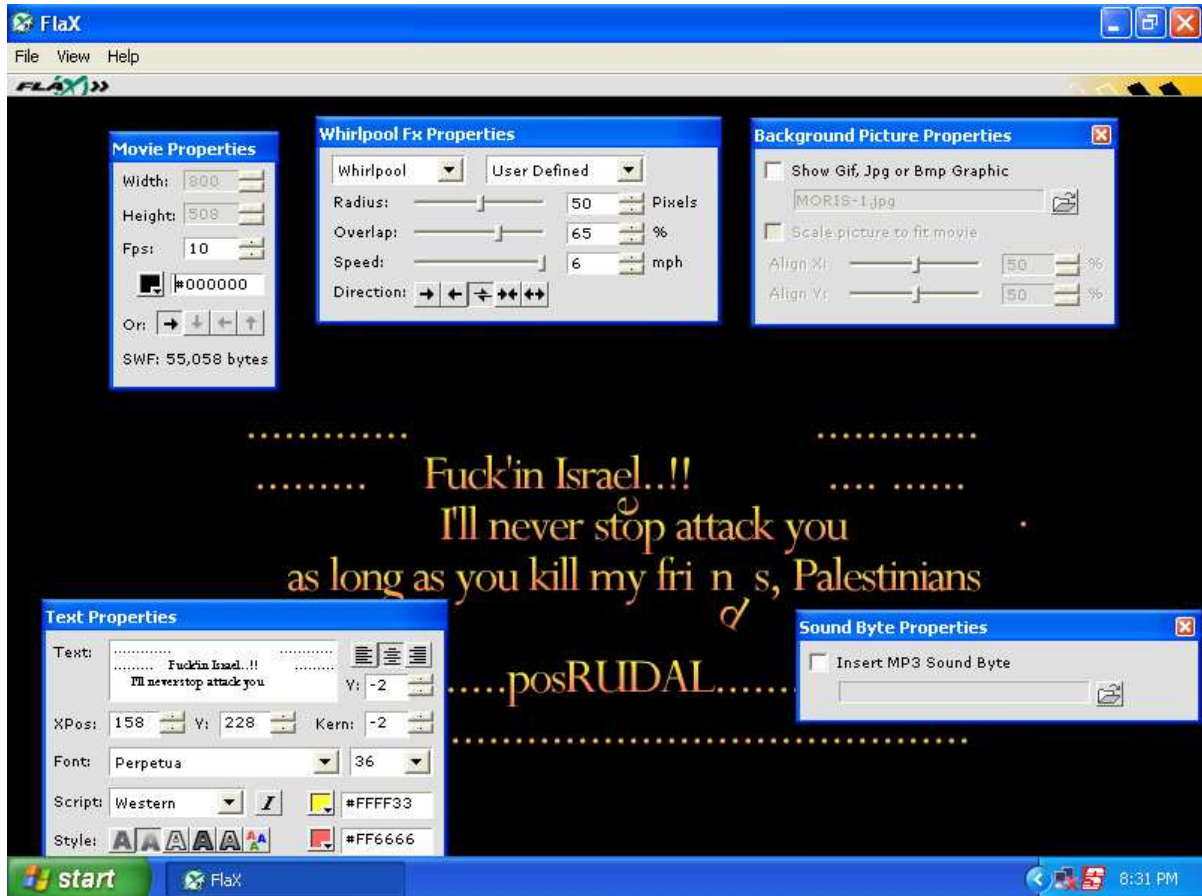 FlaX
File View Help
FLAX
Movie Properties
Width: 800
Height: 508
Fps: 10
#000000
Or:
SWF: 55,058 bytes
Whirlpool Fx Properties
Whirlpool User Defined
Radius: 50 Pixels
Overlap: 65 %
Speed: 6 mph
Direction:
Background Picture Properties
Show Gif, Jpg or Bmp Graphic
MORIS-1.jpg
Scale picture to fit movie
Align X: 50 %
Align Y: 50 %
............. .............
......... Fuck'in Israel..!! .... ......
I'll never stop attack you
as long as you kill my friends, Palestinians
.....posRUDAL.......
Text Properties
Text: ............. .............
......... Fuck'in Israel..!! .........
I'll never stop attack you
Y: -2
XPos: 158 Y: 228 Kern: -2
Font: Perpetua 36
Script: Western I #FFFF33
Style: A A A A A AAA #FF6666
Sound Byte Properties
Insert MP3 Sound Byte
start FlaX 8:31 PM